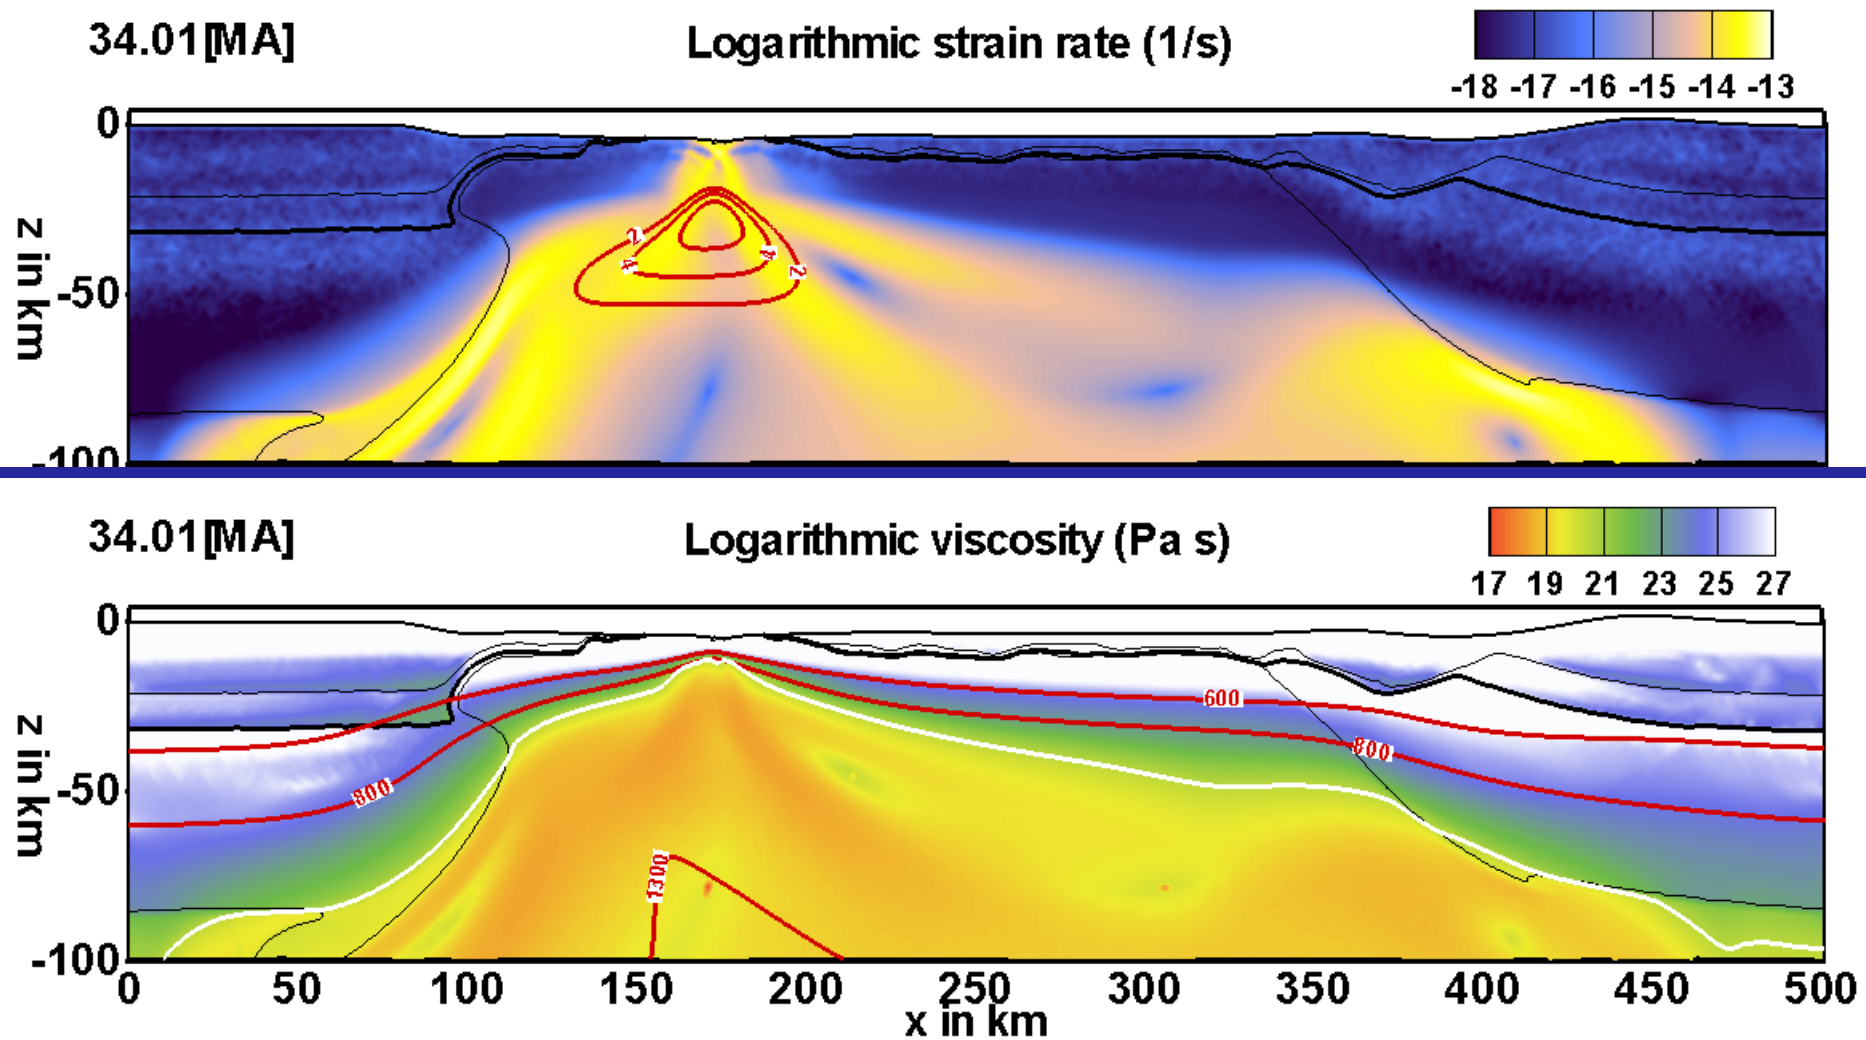 34.01[MA]
Logarithmic strain rate (1/s)
-18 -17 -16 -15 -14 -13
0
-50
-100
z in km
2
4
4
2
34.01[MA]
Logarithmic viscosity (Pa s)
17 19 21 23 25 27
0
-50
-100
z in km
600
800
800
1300
0 50 100 150 200 250 300 350 400 450 500
x in km